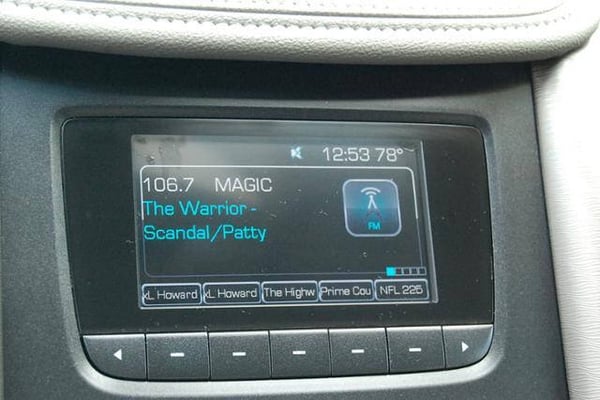 12:53 78°
106.7 MAGIC
The Warrior -
Scandal/Patty
FM
xL Howard xL Howard The Highw Prime Cou NFL 225